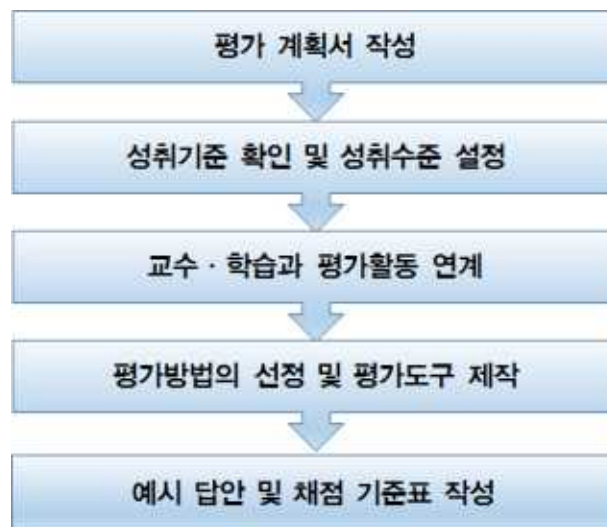 평가 계획서 작성
성취기준 확인 및 성취수준 설정
교수·학습과 평가활동 연계
평가방법의 선정 및 평가도구 제작
예시 답안 및 채점 기준표 작성